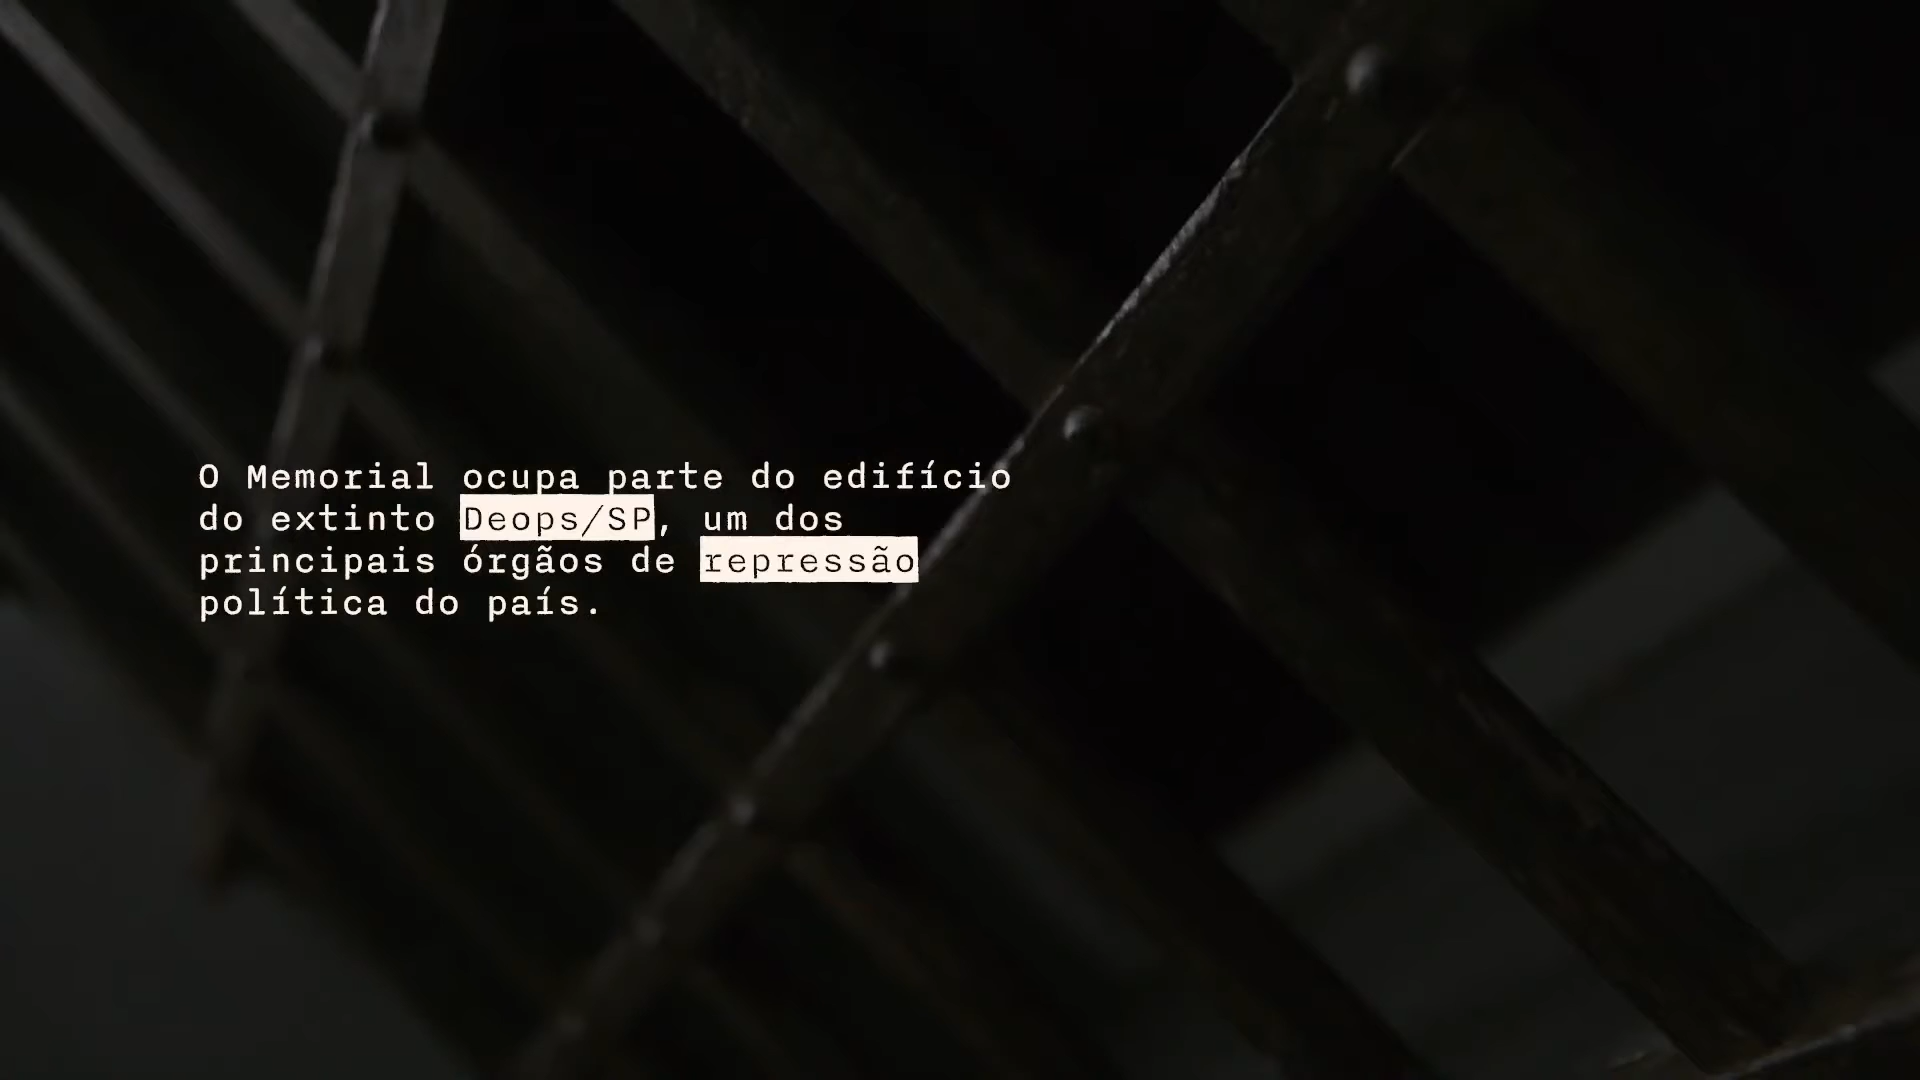 O Memorial ocupa parte do edifício
do extinto Deops/SP, um dos
principais órgãos de repressão
política do país.